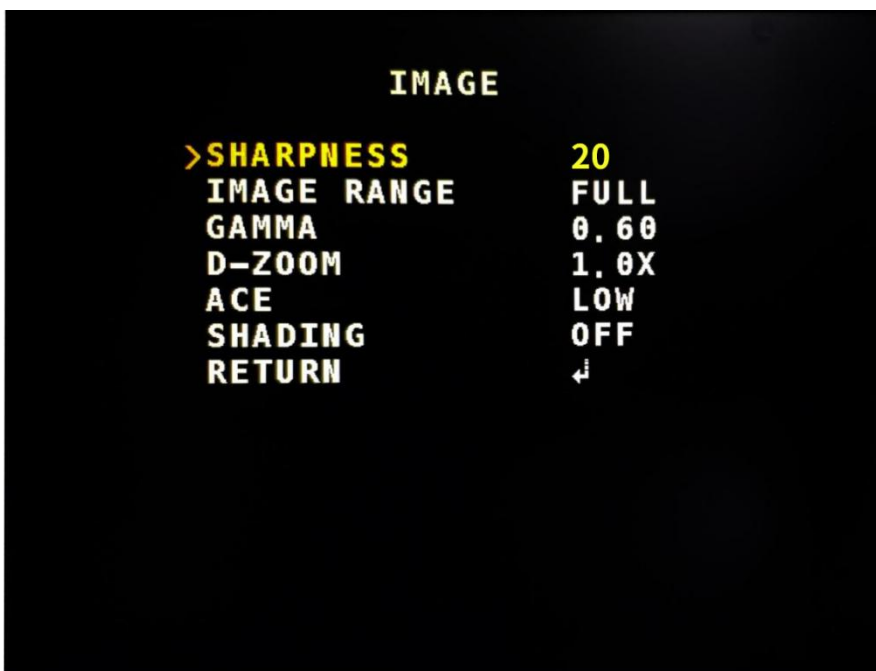 IMAGE
>SHARPNESS 20
IMAGE RANGE FULL
GAMMA 0.60
D-ZOOM 1.0X
ACE LOW
SHADING OFF
RETURN ↲